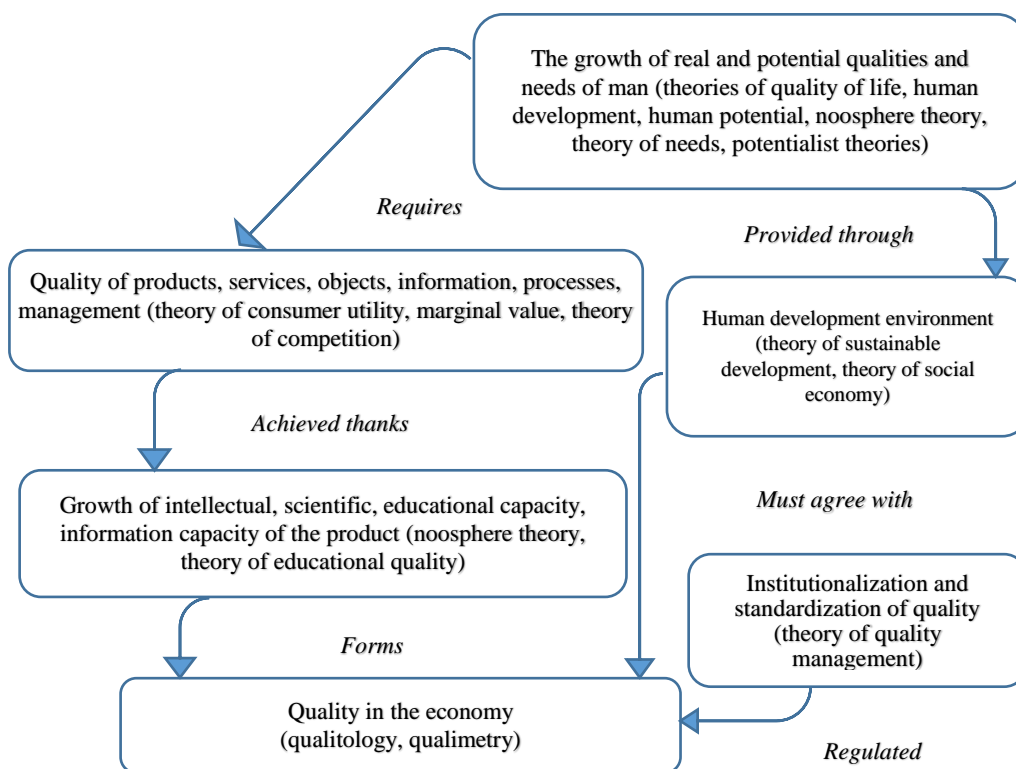 The growth of real and potential qualities and
needs of man (theories of quality of life, human
development, human potential, noosphere theory,
theory of needs, potentialist theories)
Requires
Provided through
Quality of products, services, objects, information, processes,
management (theory of consumer utility, marginal value, theory
of competition)
Human development environment
(theory of sustainable
development, theory of social
economy)
Achieved thanks
Must agree with
Growth of intellectual, scientific, educational capacity,
information capacity of the product (noosphere theory,
theory of educational quality)
Institutionalization and
standardization of quality
(theory of quality
management)
Forms
Quality in the economy
(qualitology, qualimetry)
Regulated